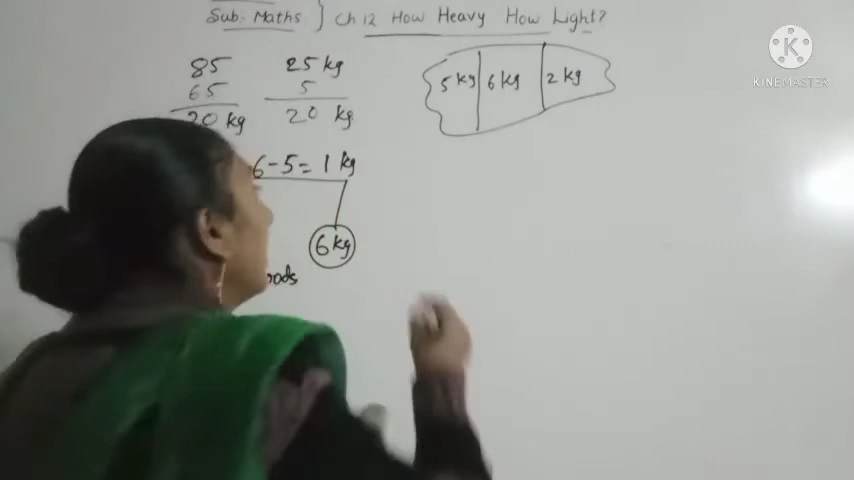 Sub: Maths } Ch 12 How Heavy How Light?
85
65
20 kg
25 kg
5
20 kg
5 kg 6 kg 2 kg
6-5= 1 kg
6 kg
KINEMASTER